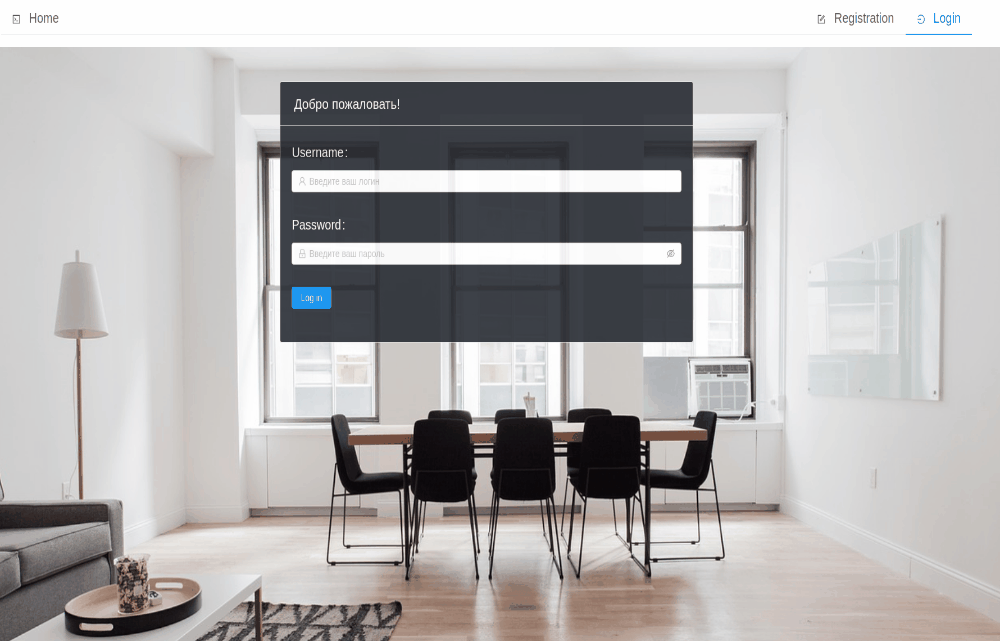 Home
Registration
Login
Добро пожаловать!
Username:
Введите ваш логин
Password:
Введите ваш пароль
Log in